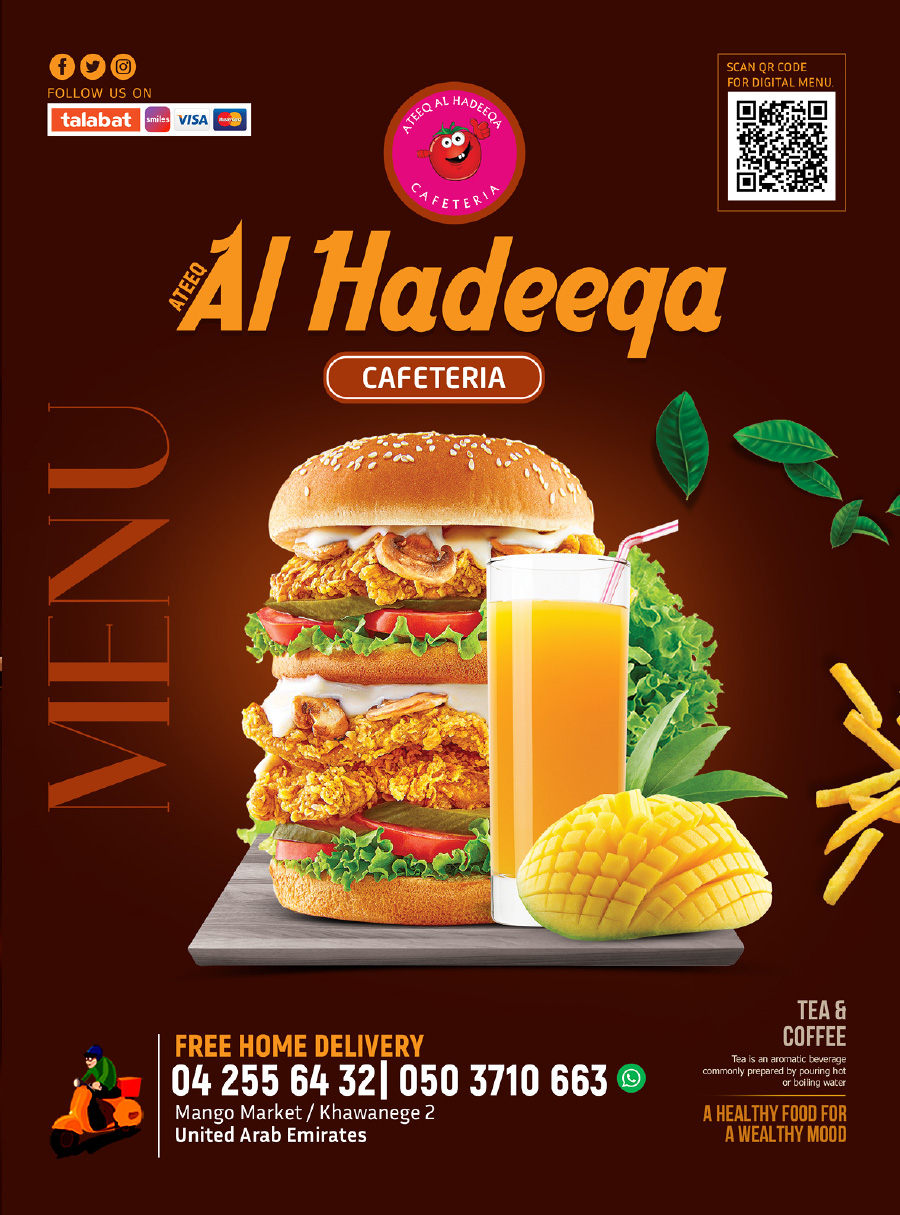 FOLLOW US ON
talabat smiles VISA
SCAN QR CODE
FOR DIGITAL MENU.
ATEEQ AL HADEEQA
CAFETERIA
ATEEQ Al Hadeeqa
CAFETERIA
MENU
TEA &
COFFEE
Tea is an aromatic beverage
commonly prepared by pouring hot
or boiling water
A HEALTHY FOOD FOR
A WEALTHY MOOD
FREE HOME DELIVERY
04 255 64 32| 050 3710 663
Mango Market / Khawanege 2
United Arab Emirates